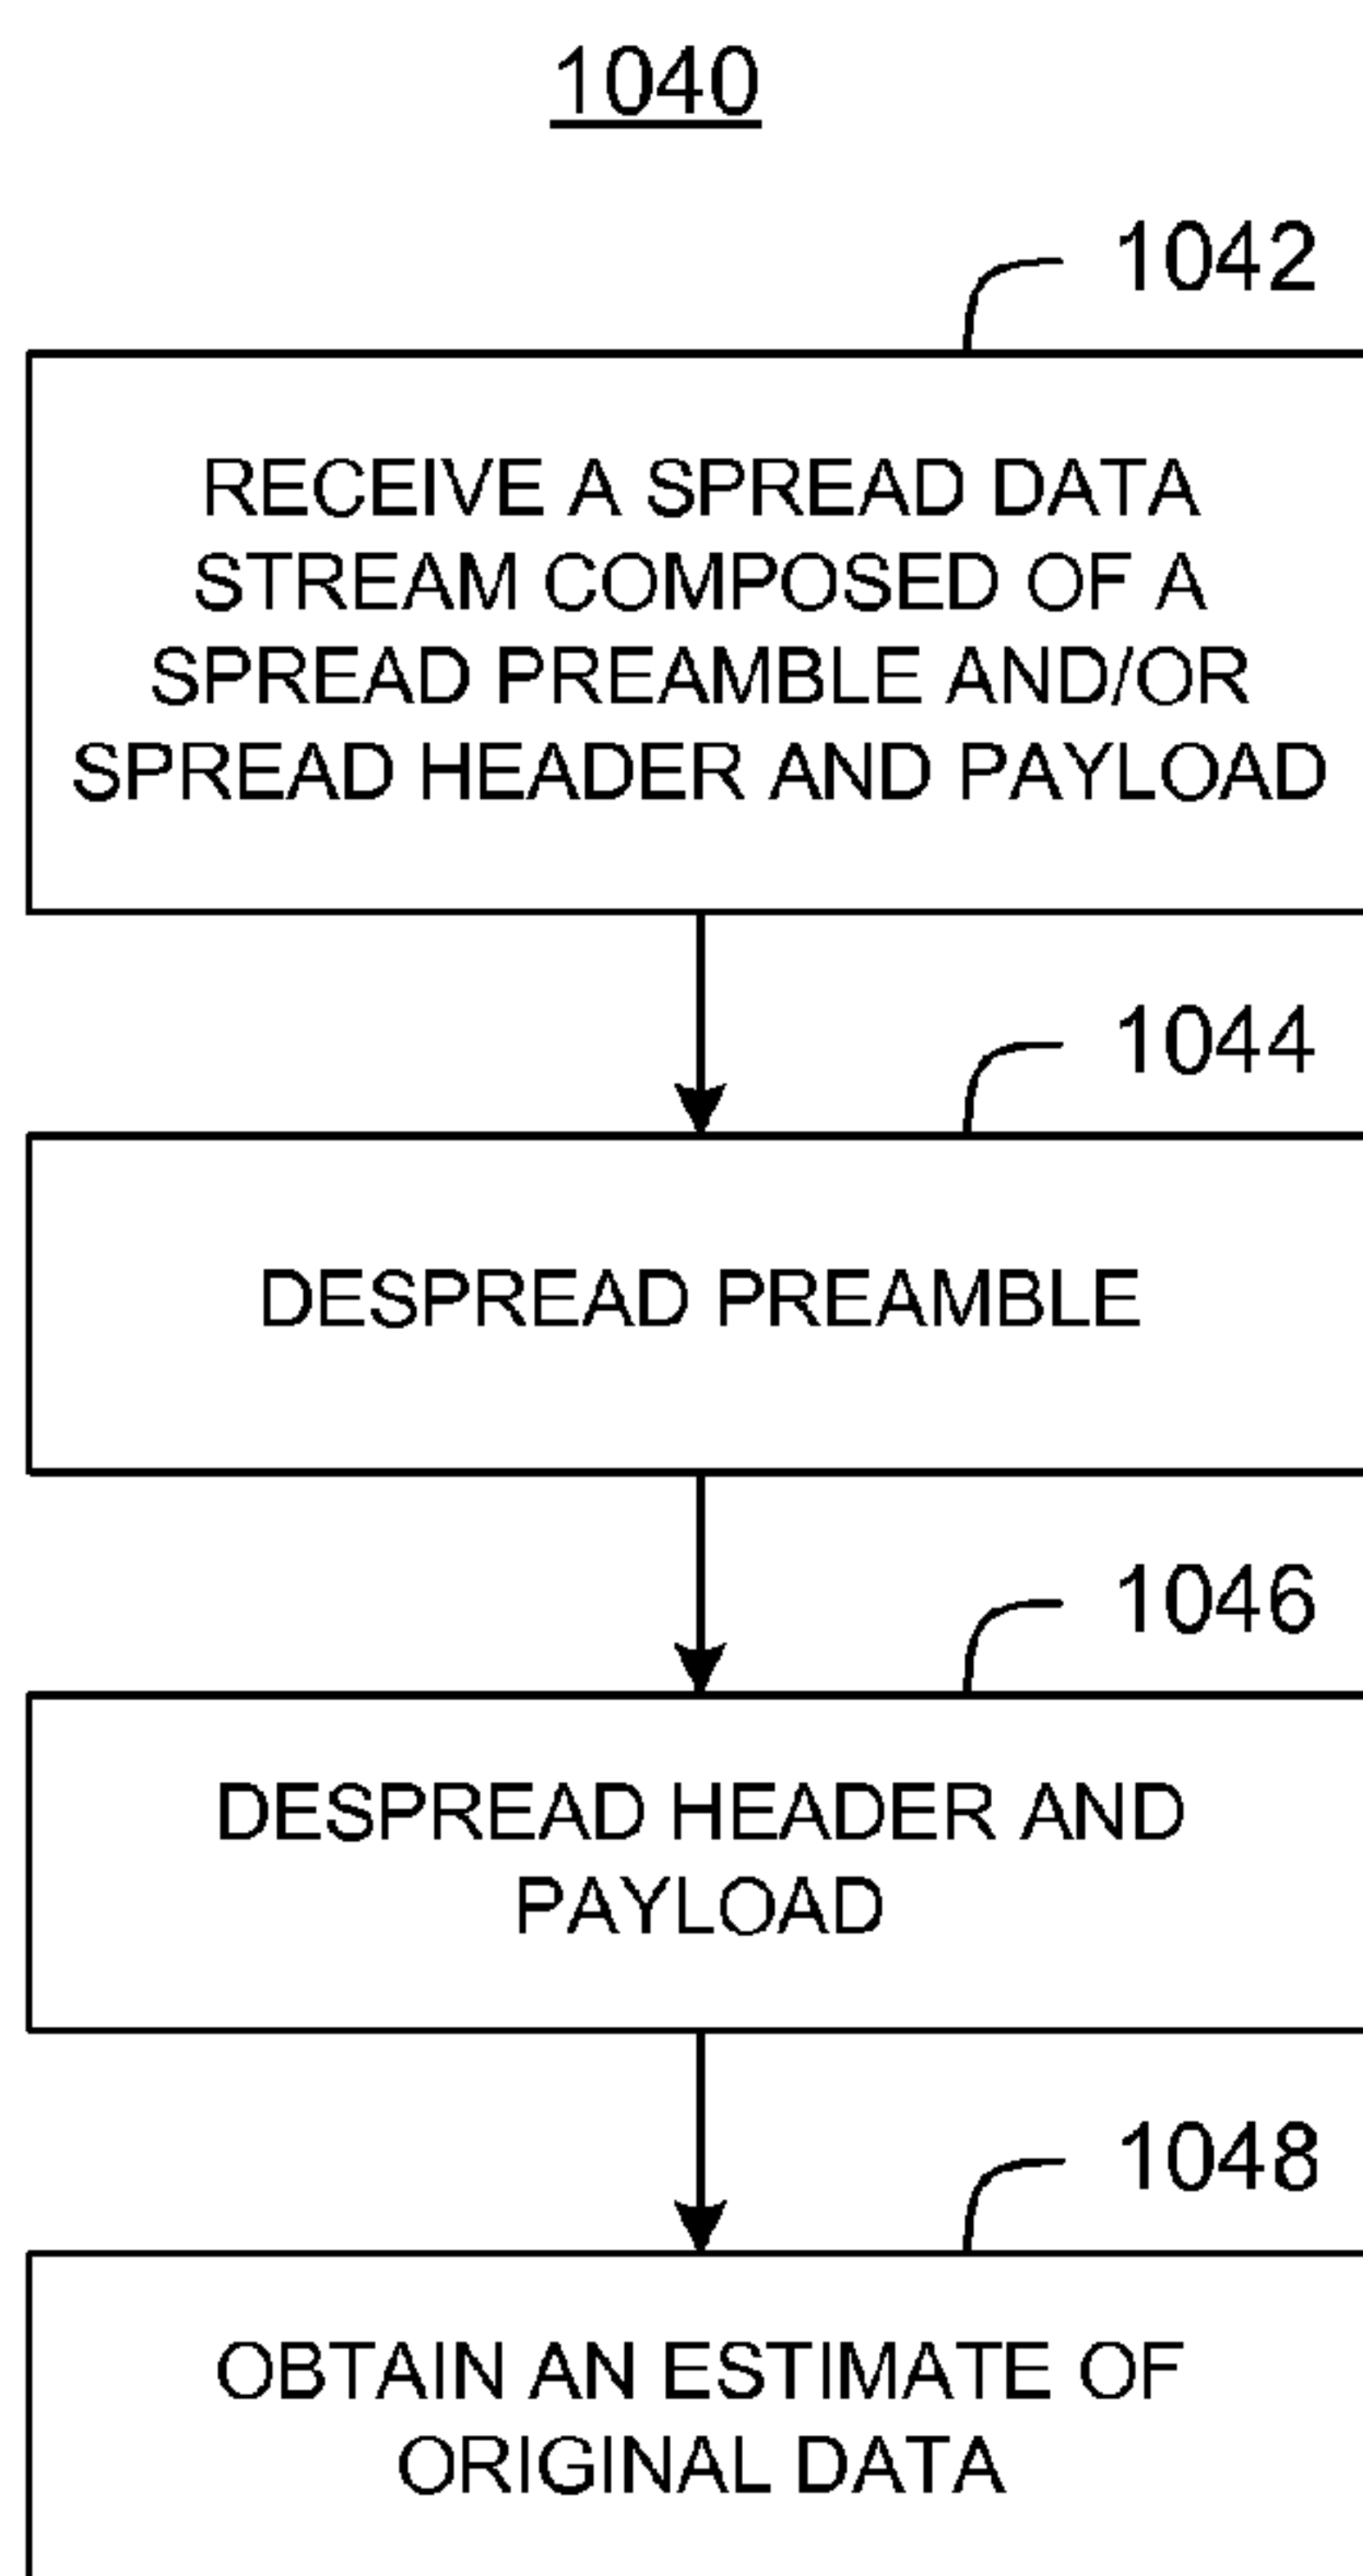 1040
1042
RECEIVE A SPREAD DATA
STREAM COMPOSED OF A
SPREAD PREAMBLE AND/OR
SPREAD HEADER AND PAYLOAD
1044
DESPREAD PREAMBLE
1046
DESPREAD HEADER AND
PAYLOAD
1048
OBTAIN AN ESTIMATE OF
ORIGINAL DATA